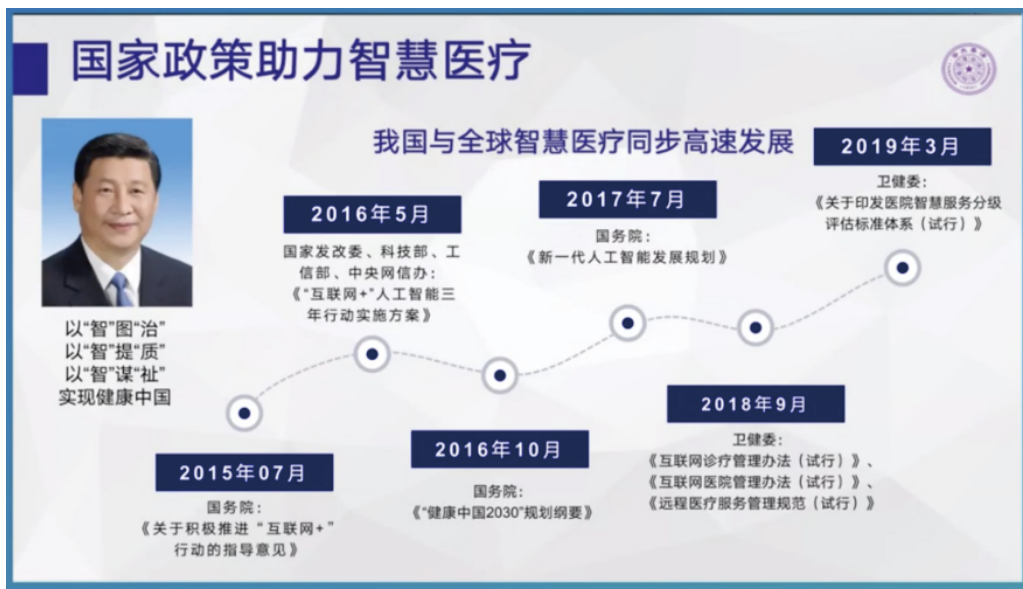 国家政策助力智慧医疗
我国与全球智慧医疗同步高速发展
以“智”图“治”
以“智”提“质”
以“智”谋“祉”
实现健康中国
2015年07月
国务院：
《关于积极推进“互联网+”
行动的指导意见》
2016年5月
国家发改委、科技部、工
信部、中央网信办：
《“互联网+”人工智能三
年行动实施方案》
2016年10月
国务院：
《“健康中国2030”规划纲要》
2017年7月
国务院：
《新一代人工智能发展规划》
2018年9月
卫健委：
《互联网诊疗管理办法（试行）》、
《互联网医院管理办法（试行）》、
《远程医疗服务管理规范（试行）》
2019年3月
卫健委：
《关于印发医院智慧服务分级
评估标准体系（试行）》